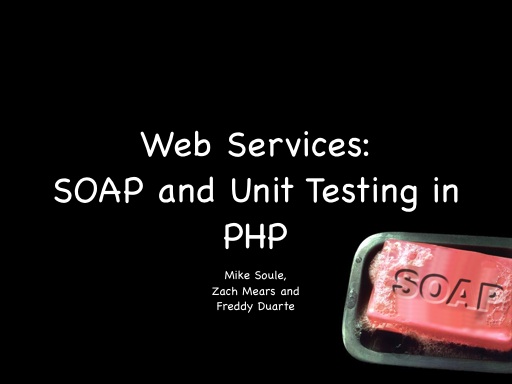 Web Services:
SOAP and Unit Testing in
PHP
Mike Soule,
Zach Mears and
Freddy Duarte
SOAP